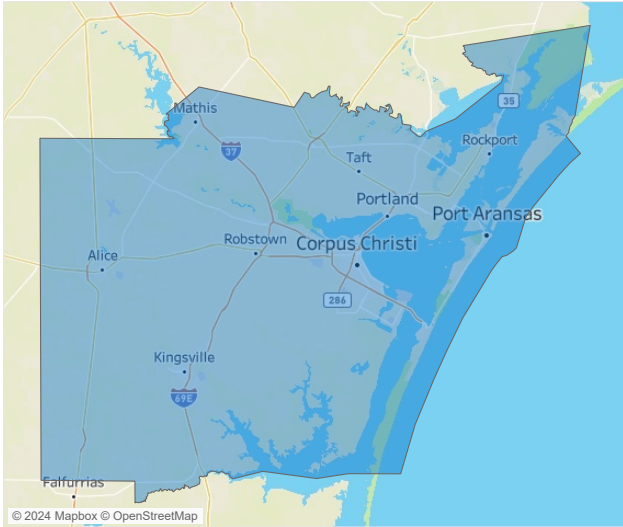 35
Mathis
Rockport
37
Taft
Portland
Port Aransas
Robstown
Corpus Christi
Alice
286
Kingsville
69E
Falfurrias
© 2024 Mapbox © OpenStreetMap